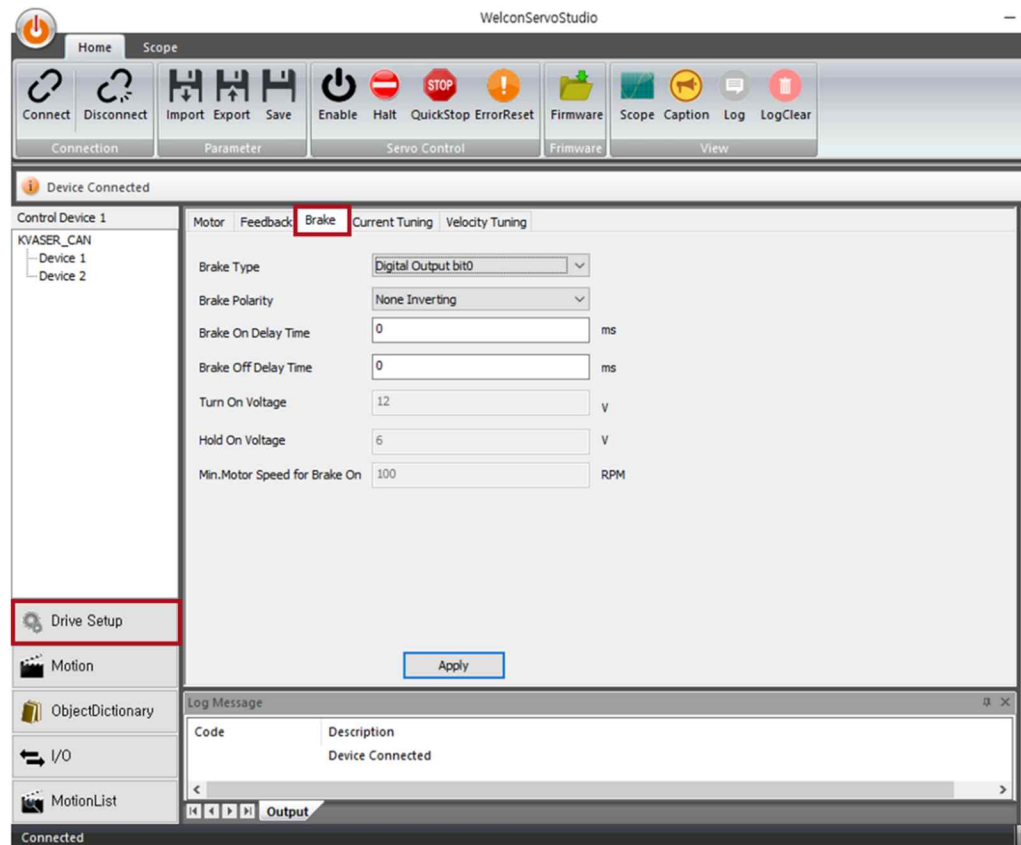 WelconServoStudio
Home Scope
Connect Disconnect Import Export Save Enable Halt QuickStop ErrorReset Firmware Scope Caption Log LogClear
STOP
Connection Parameter Servo Control Frimware View
Device Connected
Control Device 1
KVASER_CAN
Device 1
Device 2
Motor Feedback Brake Current Tuning Velocity Tuning
Brake Type Digital Output bit0
Brake Polarity None Inverting
Brake On Delay Time 0 ms
Brake Off Delay Time 0 ms
Turn On Voltage 12 V
Hold On Voltage 6 V
Min.Motor Speed for Brake On 100 RPM
Apply
Drive Setup
Motion
ObjectDictionary
I/O
MotionList
Log Message
Code Description
Device Connected
Output
Connected